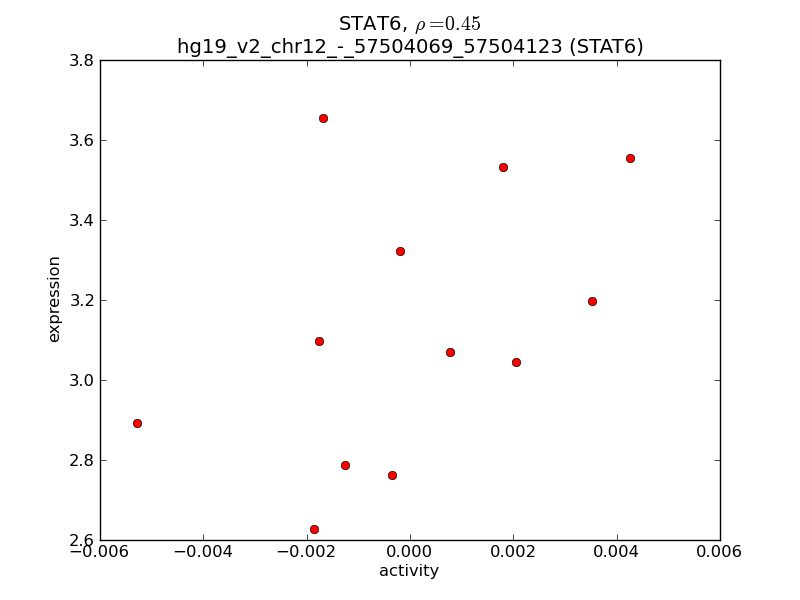 STAT6, ρ=0.45
hg19_v2_chr12_-_57504069_57504123 (STAT6)
3.8
3.6
3.4
3.2
3.0
2.8
2.6
expression
−0.006 −0.004 −0.002 0.000 0.002 0.004 0.006
activity